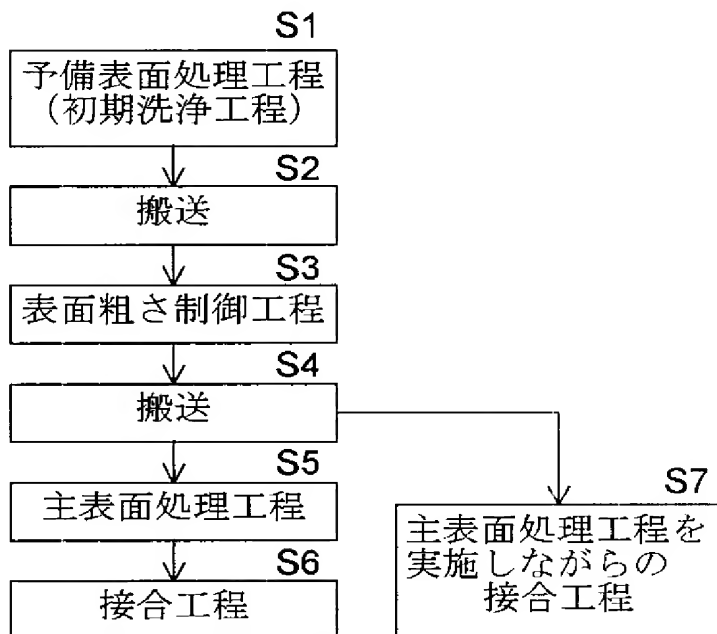 S1
予備表面処理工程
(初期洗浄工程)
S2
搬送
S3
表面粗さ制御工程
S4
搬送
S5
主表面処理工程
S6
接合工程
S7
主表面処理工程を
実施しながらの
接合工程